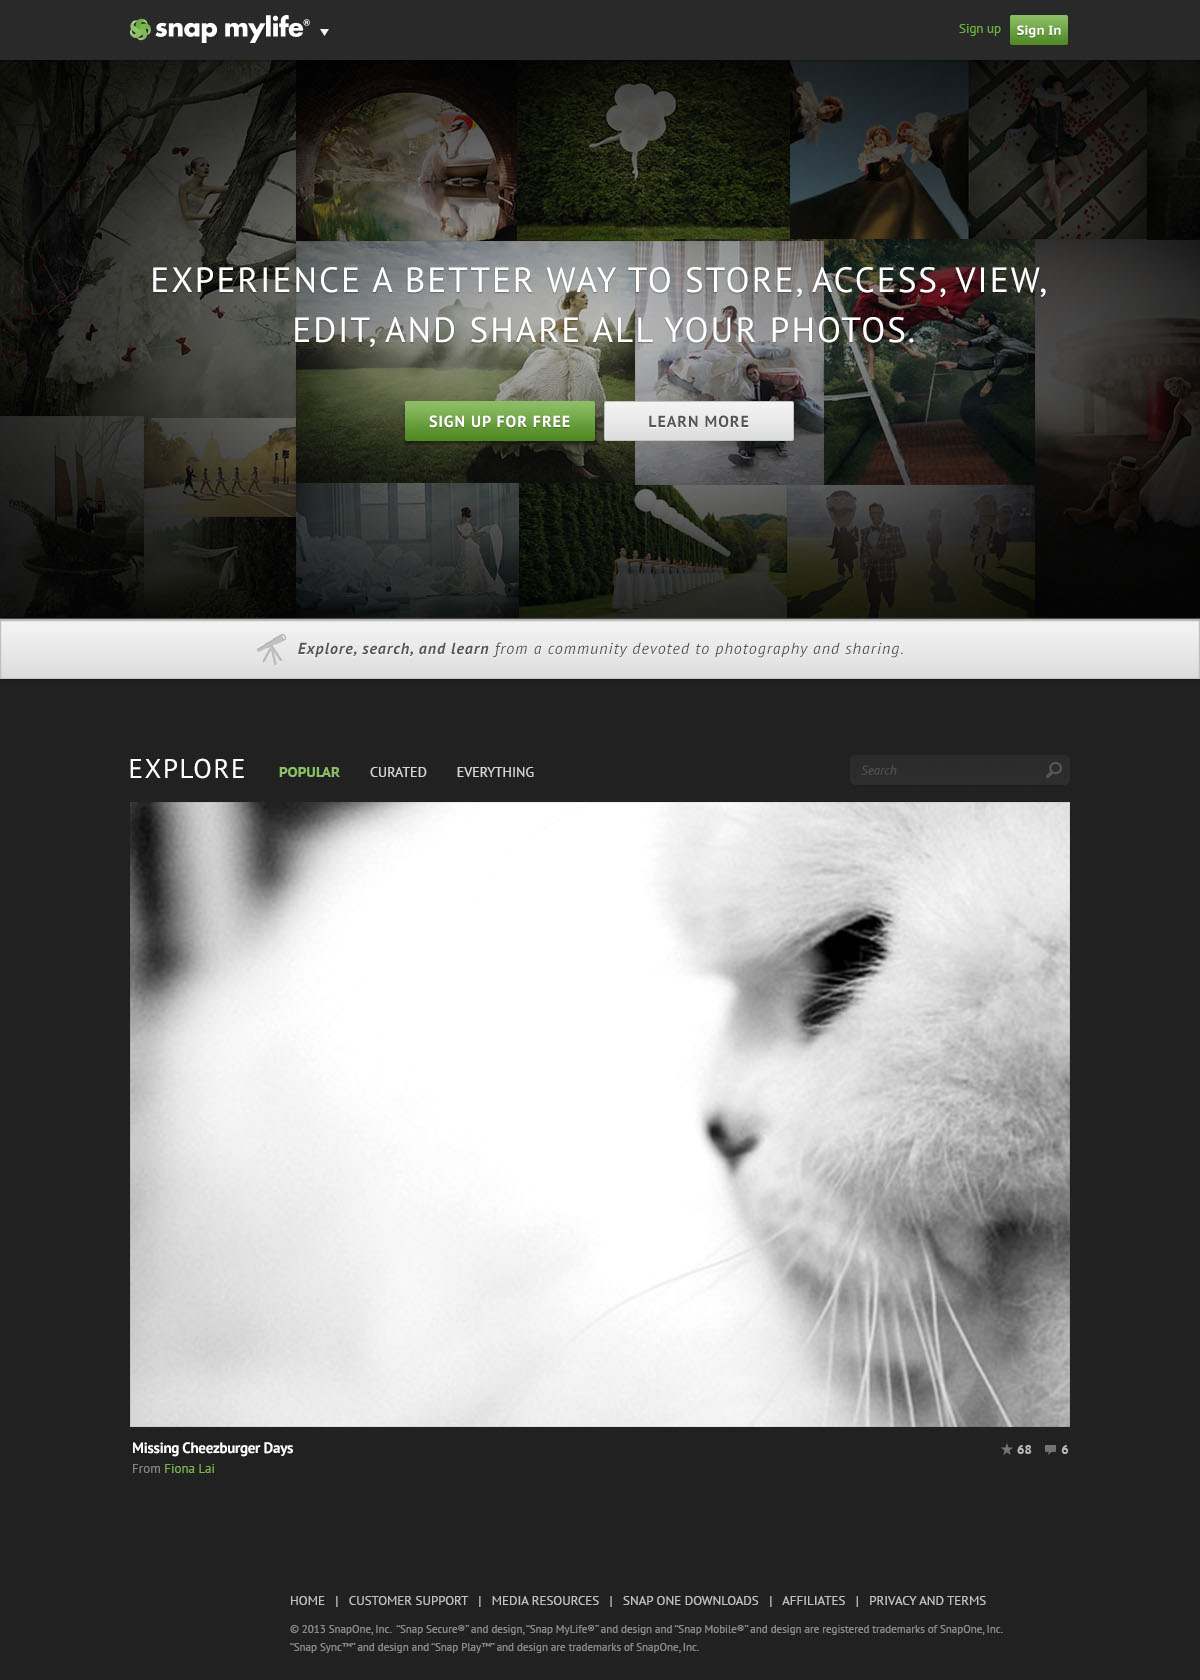 snap mylife®
Sign up
Sign In
EXPERIENCE A BETTER WAY TO STORE, ACCESS, VIEW,
EDIT, AND SHARE ALL YOUR PHOTOS.
SIGN UP FOR FREE
LEARN MORE
Explore, search, and learn from a community devoted to photography and sharing.
EXPLORE
POPULAR
CURATED
EVERYTHING
Search
Missing Cheezburger Days
68
6
From Fiona Lai
HOME | CUSTOMER SUPPORT | MEDIA RESOURCES | SNAP ONE DOWNLOADS | AFFILIATES | PRIVACY AND TERMS
© 2013 SnapOne, Inc. "Snap Secure®" and design, "Snap MyLife®" and design and "Snap Mobile®" and design are registered trademarks of SnapOne, Inc.
"Snap Sync™" and design and "Snap Play™" and design are trademarks of SnapOne, Inc.